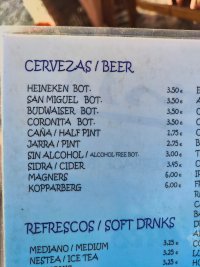 CERVEZAS / BEER
HEINEKEN BOT. 3,50 €
SAN MIGUEL BOT. 3,50 €
BUDWAISER BOT. 3,50 €
CORONITA BOT. 3,50 €
CAÑA / HALF PINT 1,75 €
JARRA / PINT 2,75 €
SIN ALCOHOL / ALCOHOL FREE BOT. 3,00 €
SIDRA / CIDER 3,45 €
MAGNERS 6,00 €
KOPPARBERG 6,00 €
REFRESCOS / SOFT DRNKS
MEDIANO / MEDIUM 3,25 €
NESTEA / ICE TEA 3,25 €